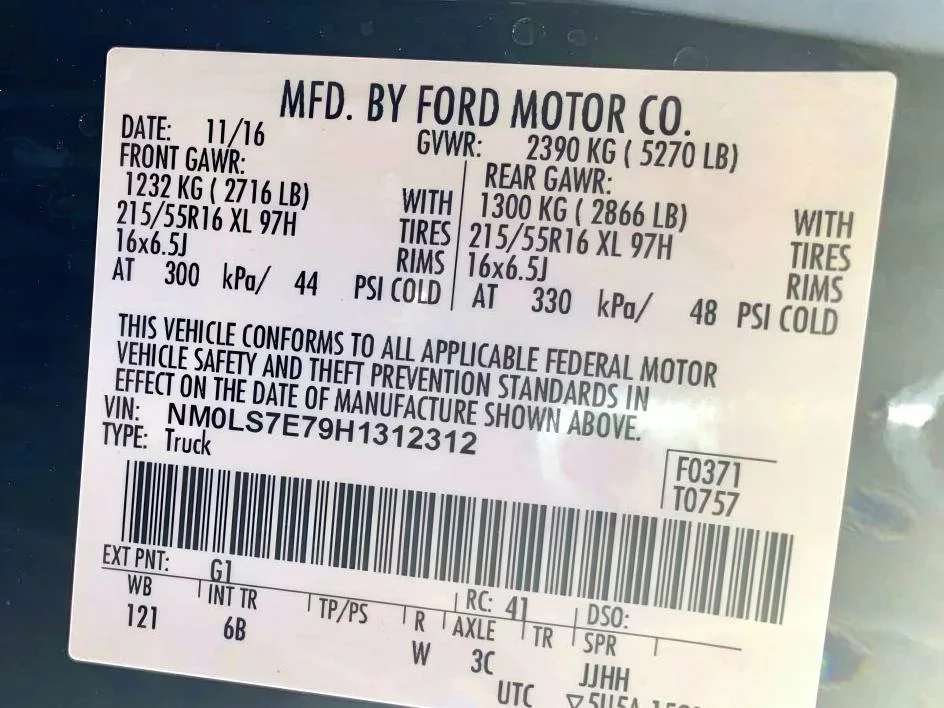 MFD. BY FORD MOTOR CO.
DATE: 11/16 GVWR: 2390 KG ( 5270 LB)
FRONT GAWR: REAR GAWR:
1232 KG ( 2716 LB) WITH 1300 KG ( 2866 LB) WITH
215/55R16 XL 97H TIRES 215/55R16 XL 97H TIRES
16x6.5J RIMS 16x6.5J RIMS
AT 300 kPa/ 44 PSI COLD AT 330 kPa/ 48 PSI COLD
THIS VEHICLE CONFORMS TO ALL APPLICABLE FEDERAL MOTOR
VEHICLE SAFETY AND THEFT PREVENTION STANDARDS IN
EFFECT ON THE DATE OF MANUFACTURE SHOWN ABOVE.
VIN: NM0LS7E79H1312312
TYPE: Truck
F0371
T0757
EXT PNT: G1 RC: 41 DSO:
WB INT TR TP/PS R AXLE TR SPR
121 6B W 3C JJHH
UTC